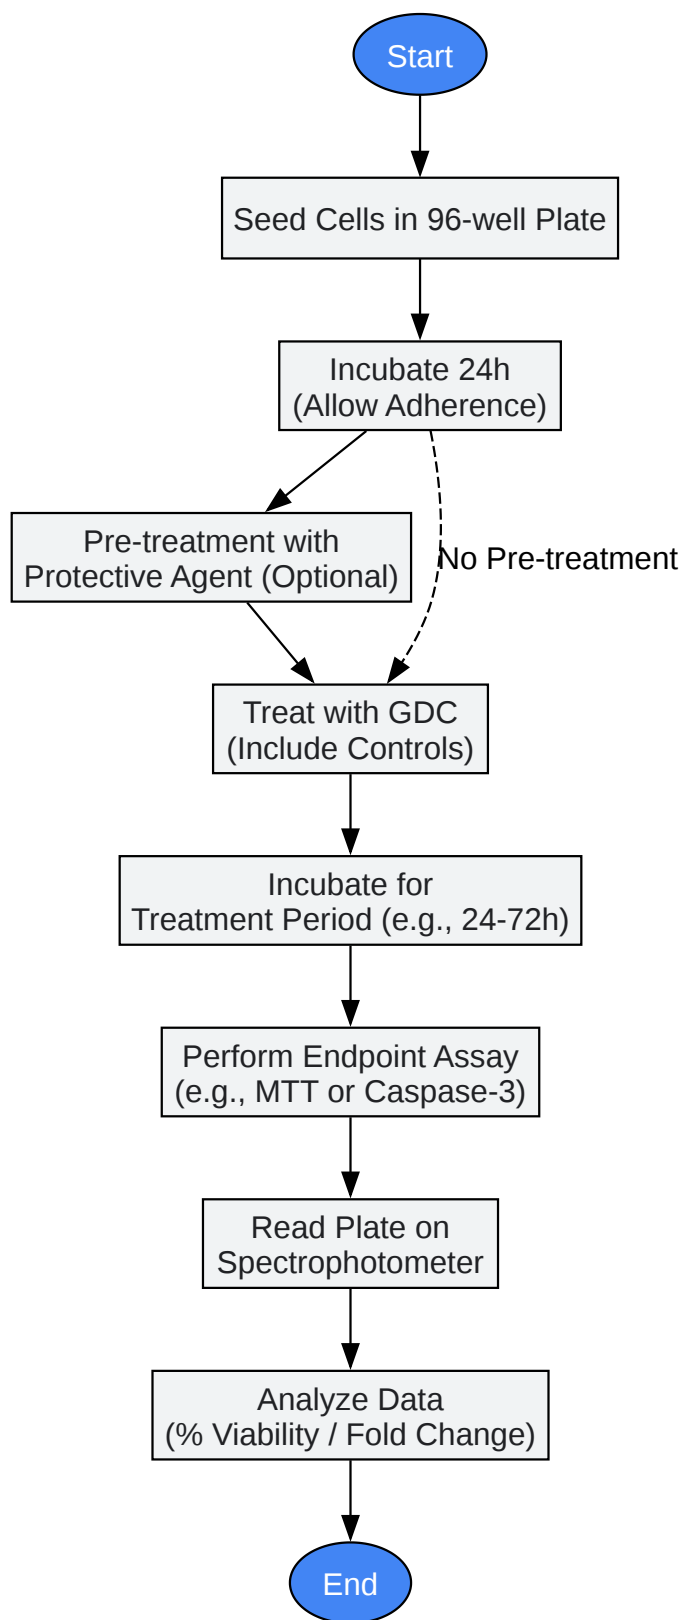 Start
Seed Cells in 96-well Plate
Incubate 24h
(Allow Adherence)
Pre-treatment with
Protective Agent (Optional)
No Pre-treatment
Treat with GDC
(Include Controls)
Incubate for
Treatment Period (e.g., 24-72h)
Perform Endpoint Assay
(e.g., MTT or Caspase-3)
Read Plate on
Spectrophotometer
Analyze Data
(% Viability / Fold Change)
End